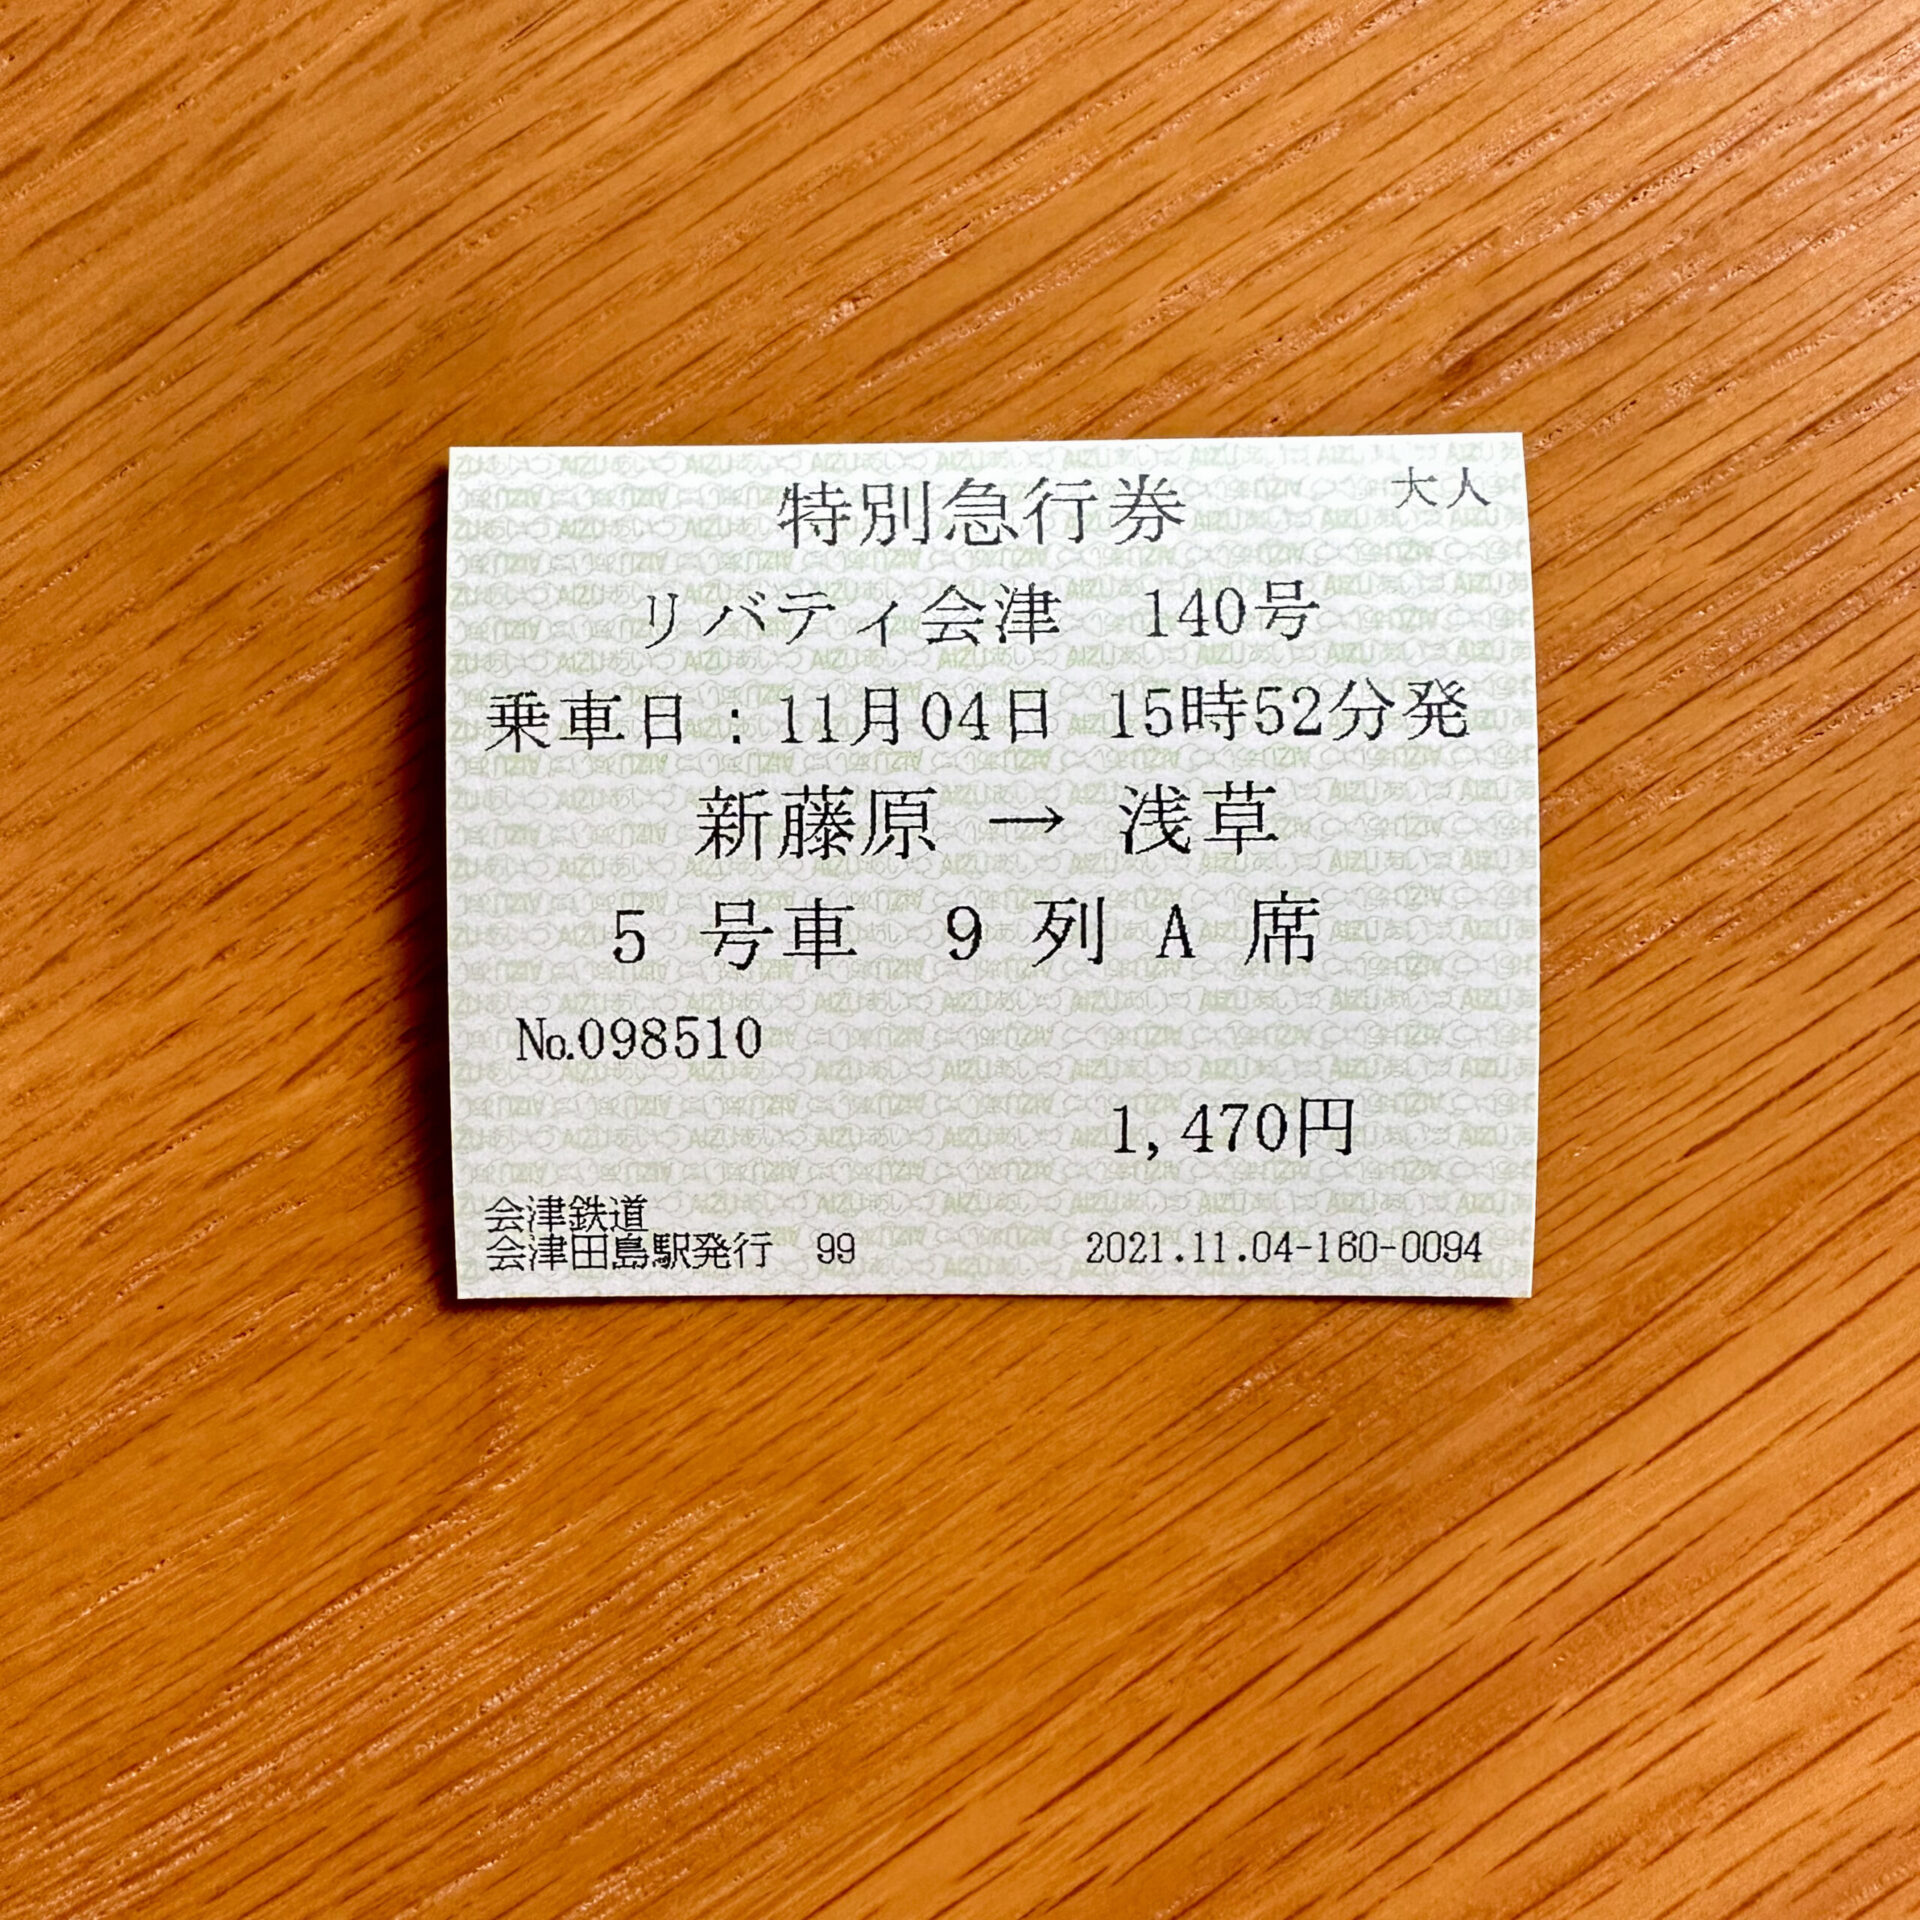 特別急行券 大人
リバティ会津 140号
乗車日:11月04日 15時52分発
新藤原 → 浅草
5 号車 9 列 A 席
№098510
1,470円
会津鉄道
会津田島駅発行 99 2021.11.04-160-0094